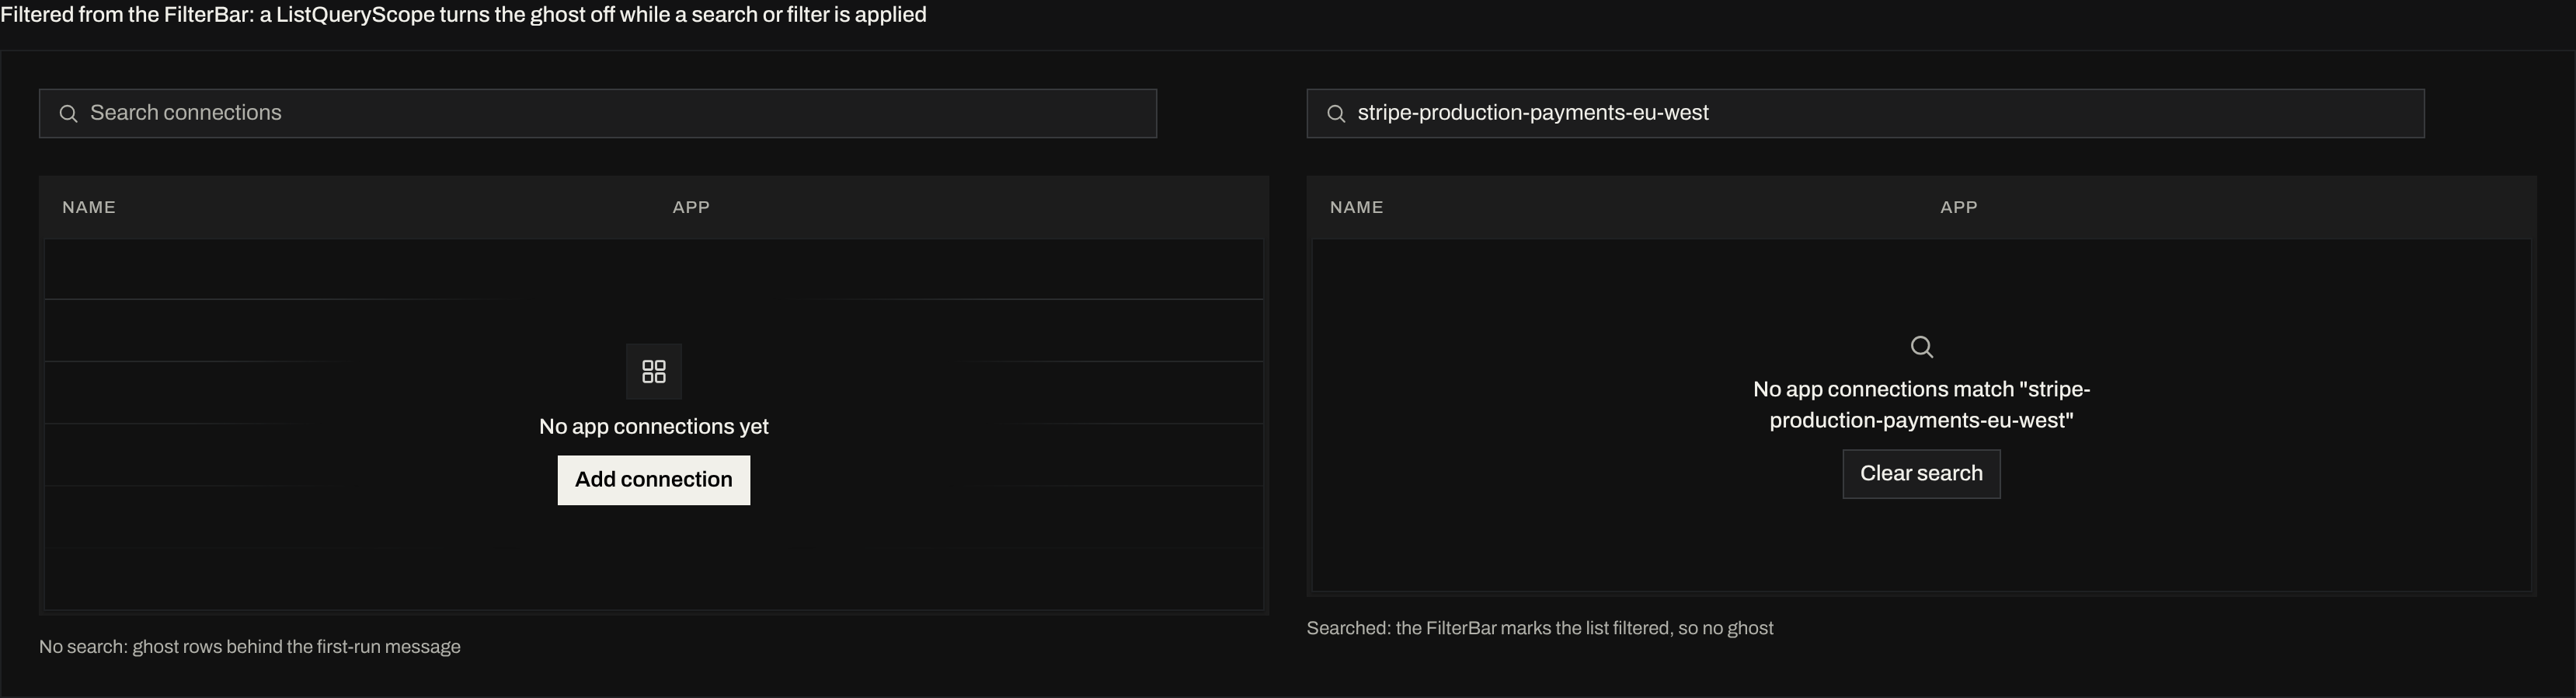 Filtered from the FilterBar: a ListQueryScope turns the ghost off while a search or filter is applied
Search connections
NAME
APP
No app connections yet
Add connection
No search: ghost rows behind the first-run message
stripe-production-payments-eu-west
NAME
APP
No app connections match "stripe-
production-payments-eu-west"
Clear search
Searched: the FilterBar marks the list filtered, so no ghost